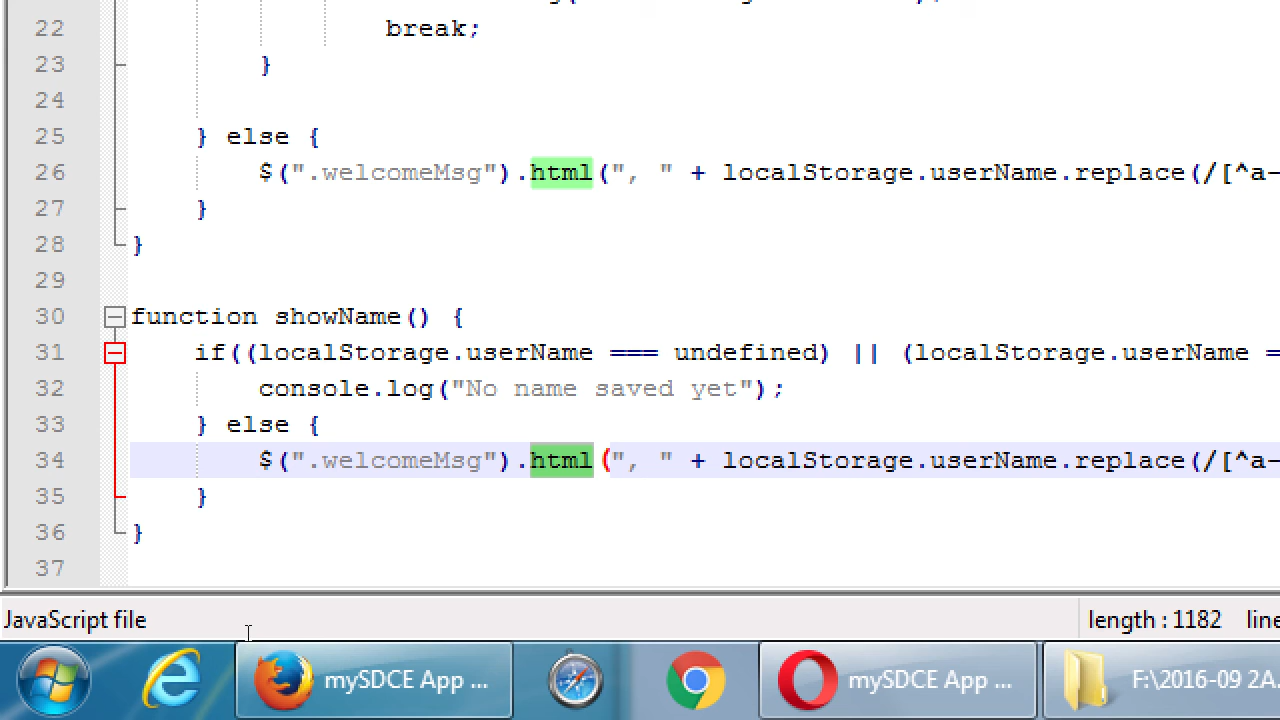 22 break;
23 }
24
25 } else {
26 $(".welcomeMsg").html(", " + localStorage.userName.replace(/[^a-
27 }
28 }
29
30 function showName() {
31 if((localStorage.userName === undefined) || (localStorage.userName =
32 console.log("No name saved yet");
33 } else {
34 $(".welcomeMsg").html(", " + localStorage.userName.replace(/[^a-
35 }
36 }
37
JavaScript file length : 1182 line
mySDCE App ... mySDCE App ... F:\2016-09 2A.